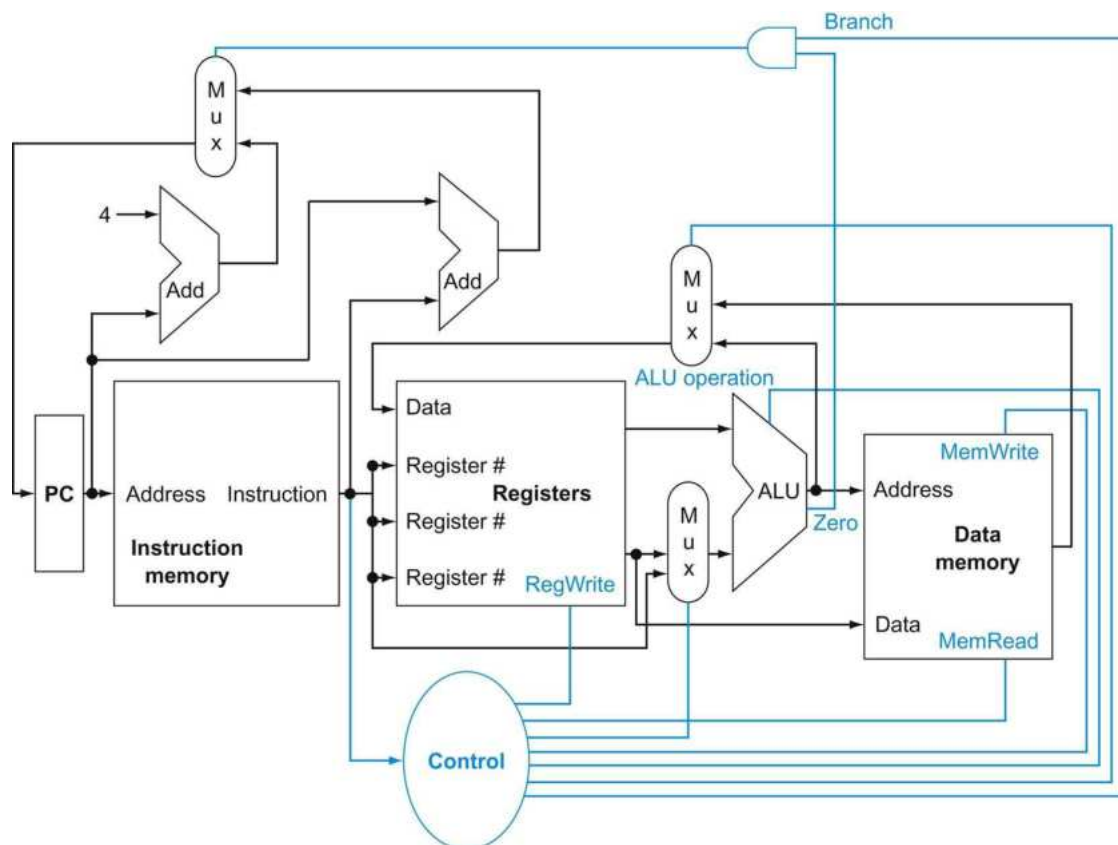 Branch
M
u
x
4
Add
Add
M
u
x
ALU operation
Data
Register #
Register #
Register #
Registers
RegWrite
M
u
x
ALU
Zero
PC
Address
Instruction
Instruction
memory
MemWrite
Address
Data
memory
Data
MemRead
Control